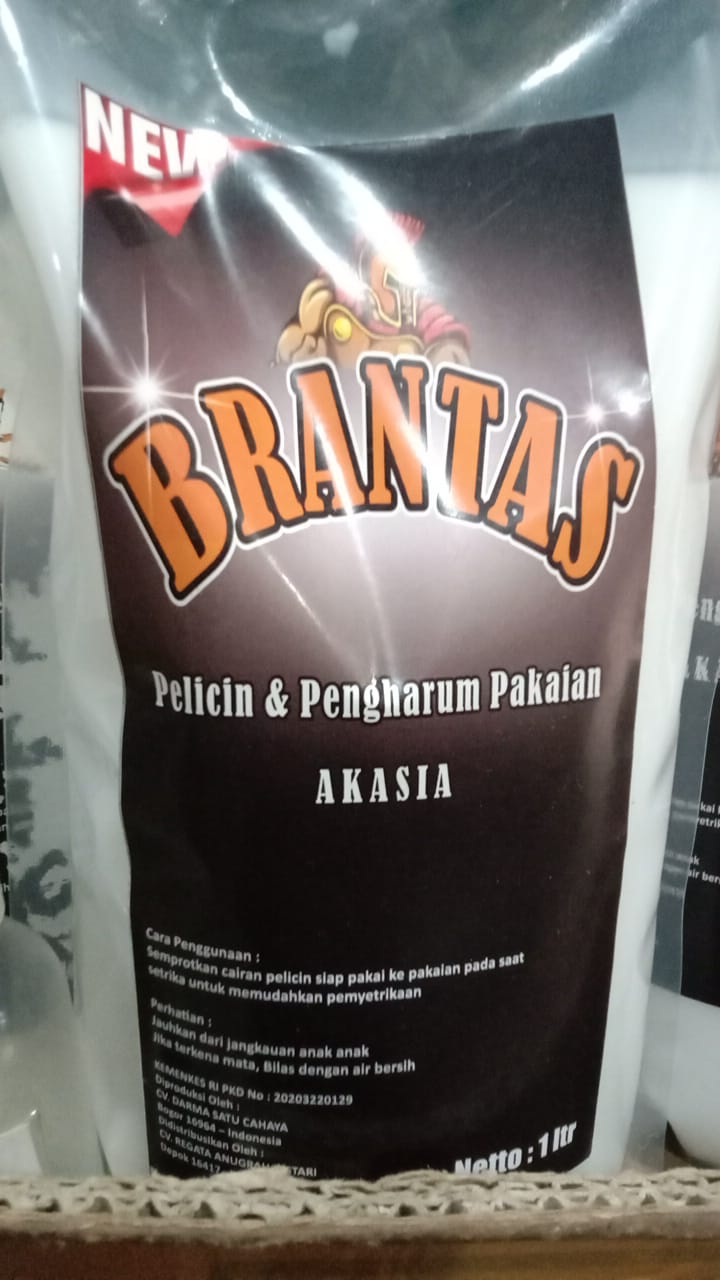 NEW
BRANTAS
Pelicin & Pengharum Pakaian
AKASIA
Cara Penggunaan :
Semprotkan cairan pelicin siap pakai ke pakaian pada saat
setrika untuk memudahkan pemyetrikaan
Perhatian :
Jauhkan dari jangkauan anak anak
Jika terkena mata, Bilas dengan air bersih
KEMENKES RI PKD No : 20203220129
Diproduksi Oleh :
CV. DARMA SATU CAHAYA
Bogor 16964 – Indonesia
Didistribusikan Oleh :
CV. REGATA
Depok
Netto : 1 ltr